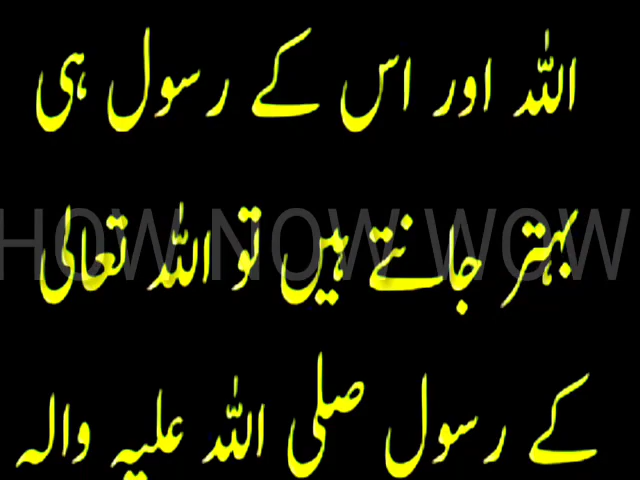 اللہ اور اس کے رسول ہی
بہتر جانتے ہیں تو اللہ تعالی
HOW NOW WOW
کے رسول صلی اللہ علیہ والہ